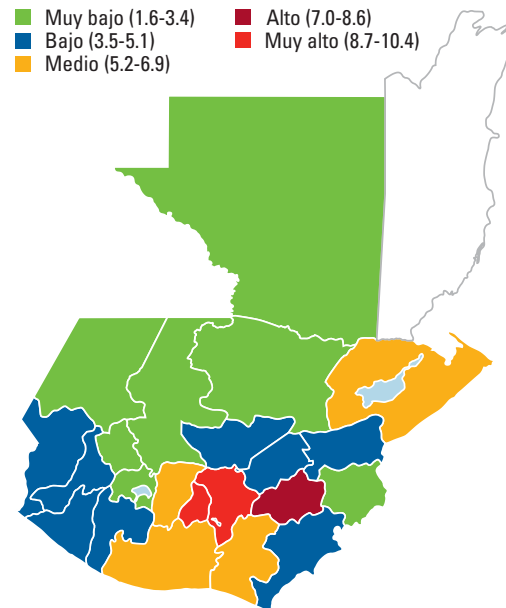 Muy bajo (1.6-3.4)
Bajo (3.5-5.1)
Medio (5.2-6.9)
Alto (7.0-8.6)
Muy alto (8.7-10.4)